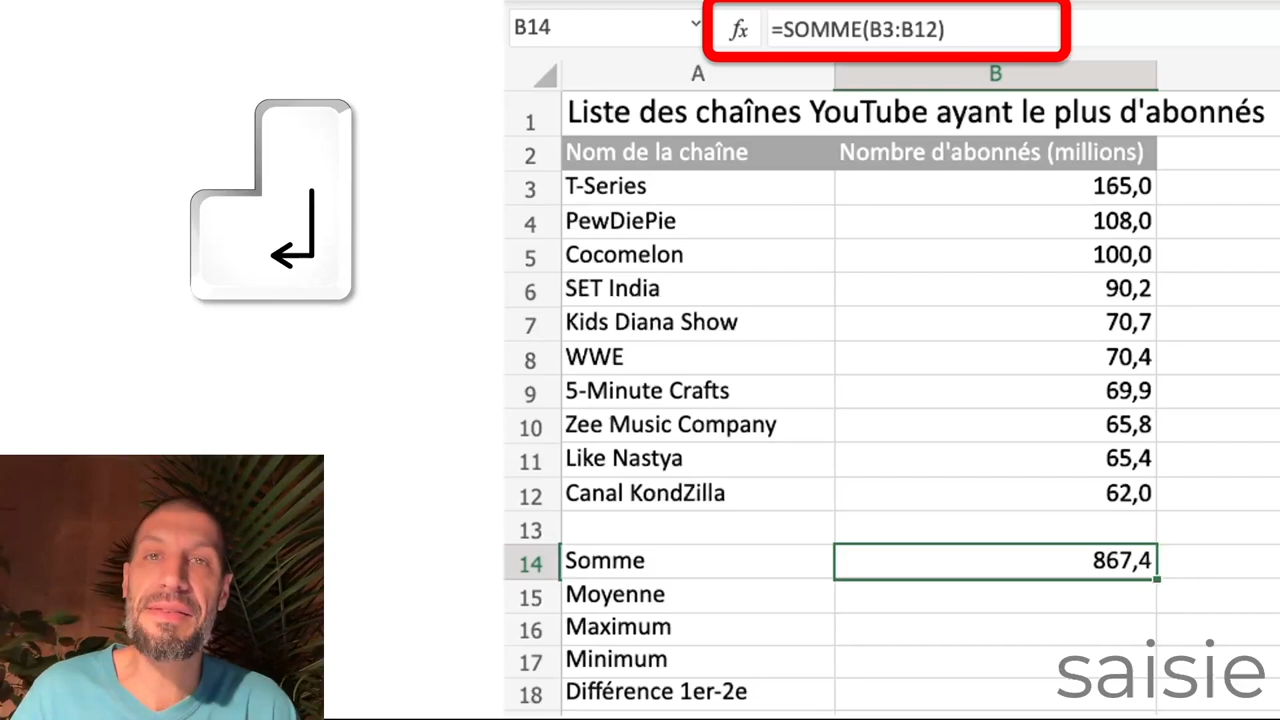 B14 fx =SOMME(B3:B12)
A B
1 Liste des chaînes YouTube ayant le plus d'abonnés
2 Nom de la chaîne Nombre d'abonnés (millions)
3 T-Series 165,0
4 PewDiePie 108,0
5 Cocomelon 100,0
6 SET India 90,2
7 Kids Diana Show 70,7
8 WWE 70,4
9 5-Minute Crafts 69,9
10 Zee Music Company 65,8
11 Like Nastya 65,4
12 Canal KondZilla 62,0
13
14 Somme 867,4
15 Moyenne
16 Maximum
17 Minimum
18 Différence 1er-2e
saisie